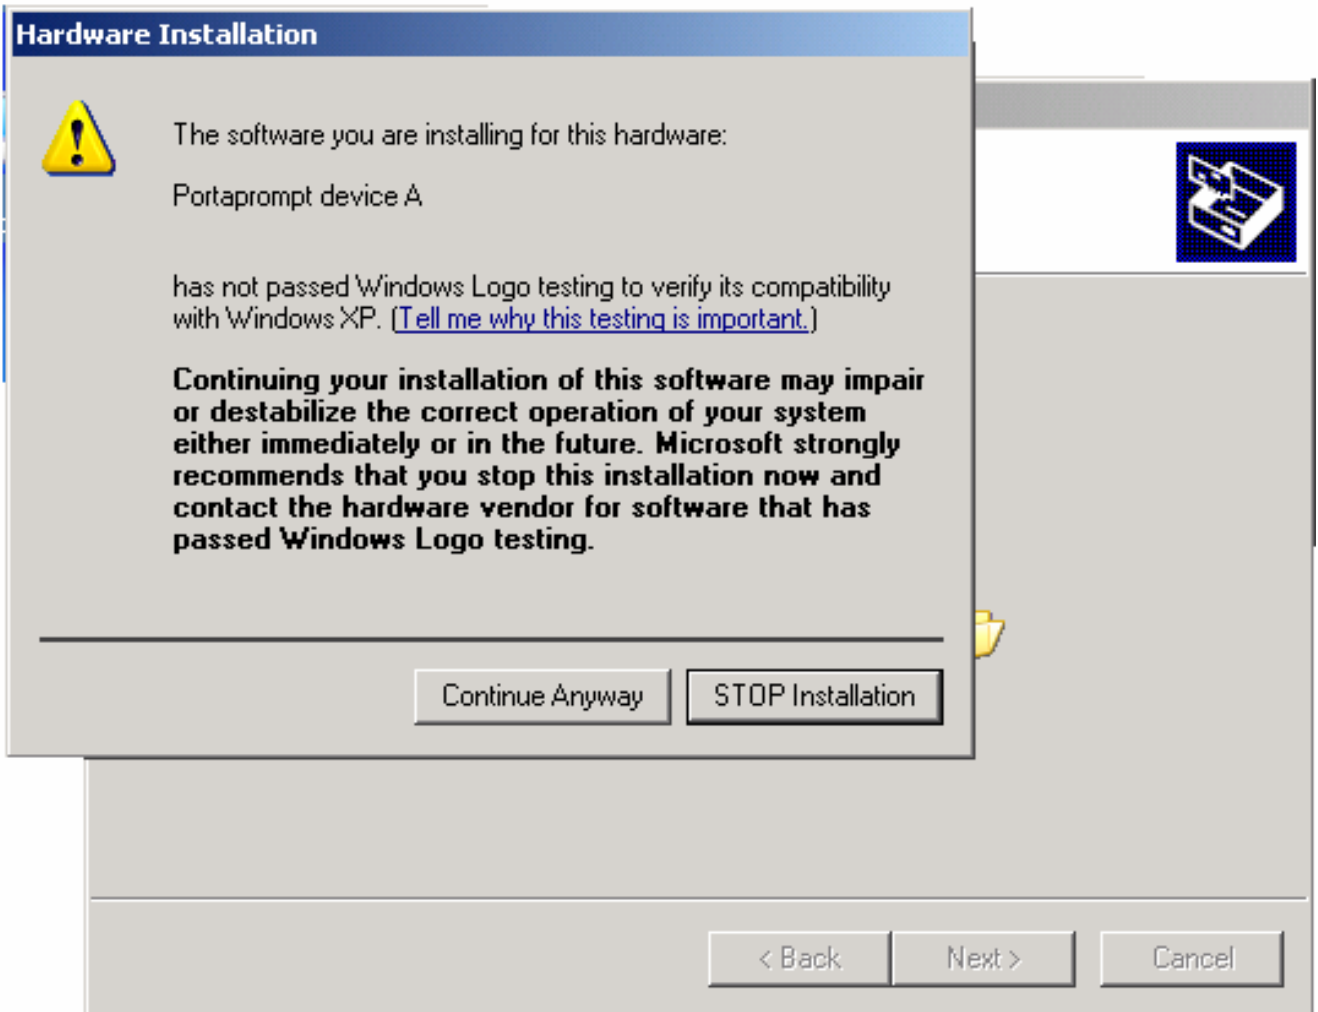 Hardware Installation
The software you are installing for this hardware:
Portaprompt device A
has not passed Windows Logo testing to verify its compatibility
with Windows XP. (Tell me why this testing is important.)
Continuing your installation of this software may impair
or destabilize the correct operation of your system
either immediately or in the future. Microsoft strongly
recommends that you stop this installation now and
contact the hardware vendor for software that has
passed Windows Logo testing.
Continue Anyway
STOP Installation
< Back
Next >
Cancel